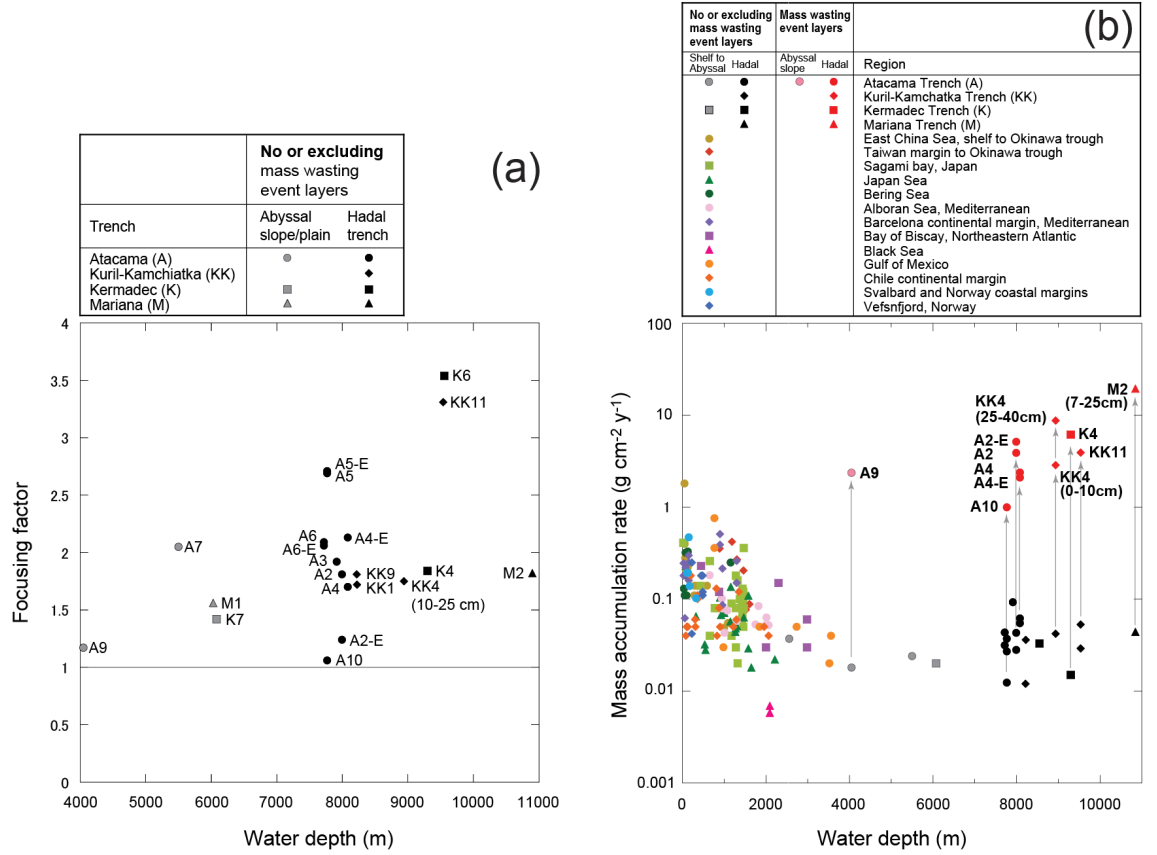 (a)
No or excluding
mass wasting
event layers
Trench
Abyssal
slope/plain
Hadal
trench
Atacama (A)
Kuril-Kamchiatka (KK)
Kermadec (K)
Mariana (M)
4
3.5
3
2.5
2
1.5
1
0.5
0
Focusing factor
K6
KK11
A5-E
A5
A6
A6-E
A4-E
A7
A3
A2
KK9
K4
M2
A4
KK1
KK4
(10-25 cm)
M1
K7
A2-E
A9
A10
4000 5000 6000 7000 8000 9000 10000 11000
Water depth (m)
(b)
No or excluding
mass wasting
event layers
Mass wasting
event layers
Shelf to
Abyssal
Hadal
Abyssal
slope
Hadal
Region
Atacama Trench (A)
Kuril-Kamchatka Trench (KK)
Kermadec Trench (K)
Mariana Trench (M)
East China Sea, shelf to Okinawa trough
Taiwan margin to Okinawa trough
Sagami bay, Japan
Japan Sea
Bering Sea
Alboran Sea, Mediterranean
Barcelona continental margin, Mediterranean
Bay of Biscay, Northeastern Atlantic
Black Sea
Gulf of Mexico
Chile continental margin
Svalbard and Norway coastal margins
Vefsnfjord, Norway
100
10
1
0.1
0.01
0.001
Mass accumulation rate (g cm-2 y-1)
M2
(7-25cm)
KK4
(25-40cm)
A2-E
A2
A4
A4-E
K4
KK11
KK4
(0-10cm)
A9
A10
0 2000 4000 6000 8000 10000
Water depth (m)